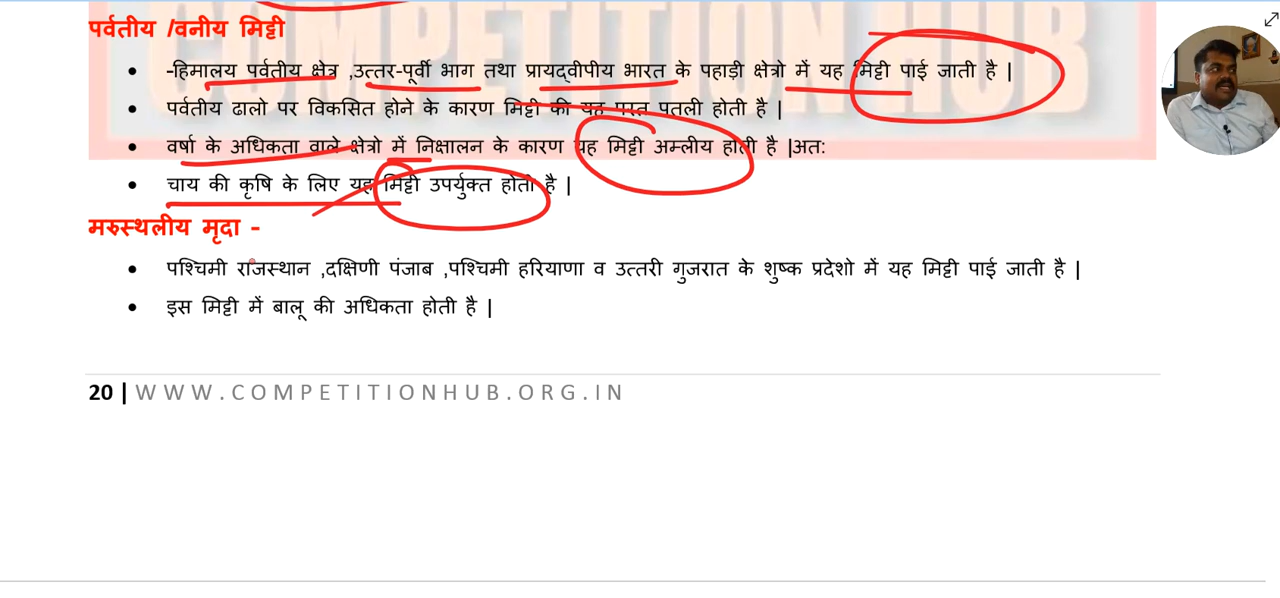 COMPETITION HUB
पर्वतीय /वनीय मिट्टी
• -हिमालय पर्वतीय क्षेत्र ,उत्तर-पूर्वी भाग तथा प्रायद्वीपीय भारत के पहाड़ी क्षेत्रो में यह मिट्टी पाई जाती है |
• पर्वतीय ढालो पर विकसित होने के कारण मिट्टी की यह परत पतली होती है |
• वर्षा के अधिकता वाले क्षेत्रो में निक्षालन के कारण यह मिट्टी अम्लीय होती है |अत:
• चाय की कृषि के लिए यह मिट्टी उपर्युक्त होती है |
मरुस्थलीय मृदा -
• पश्चिमी राजस्थान ,दक्षिणी पंजाब ,पश्चिमी हरियाणा व उत्तरी गुजरात के शुष्क प्रदेशो में यह मिट्टी पाई जाती है |
• इस मिट्टी में बालू की अधिकता होती है |
20 | WWW.COMPETITIONHUB.ORG.IN